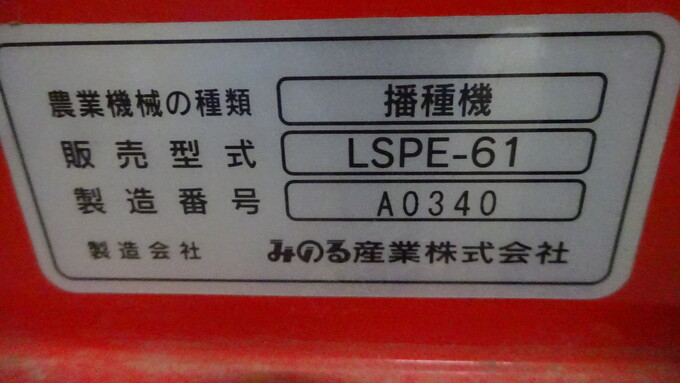 農業機械の種類 播種機
販売型式 LSPE-61
製造番号 A0340
製造会社 みのる産業株式会社